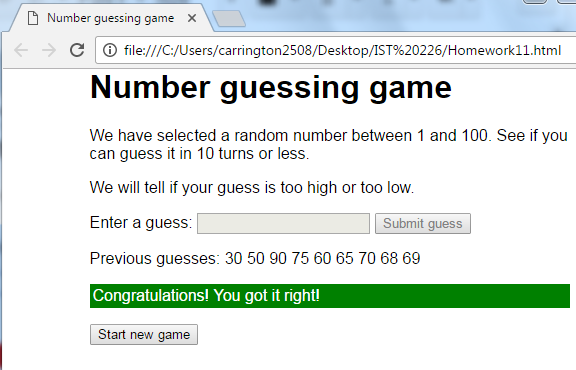 Number guessing game
file:///C:/Users/carrington2508/Desktop/IST%20226/Homework11.html
Number guessing game
We have selected a random number between 1 and 100. See if you
can guess it in 10 turns or less.
We will tell if your guess is too high or too low.
Enter a guess: Submit guess
Previous guesses: 30 50 90 75 60 65 70 68 69
Congratulations! You got it right!
Start new game